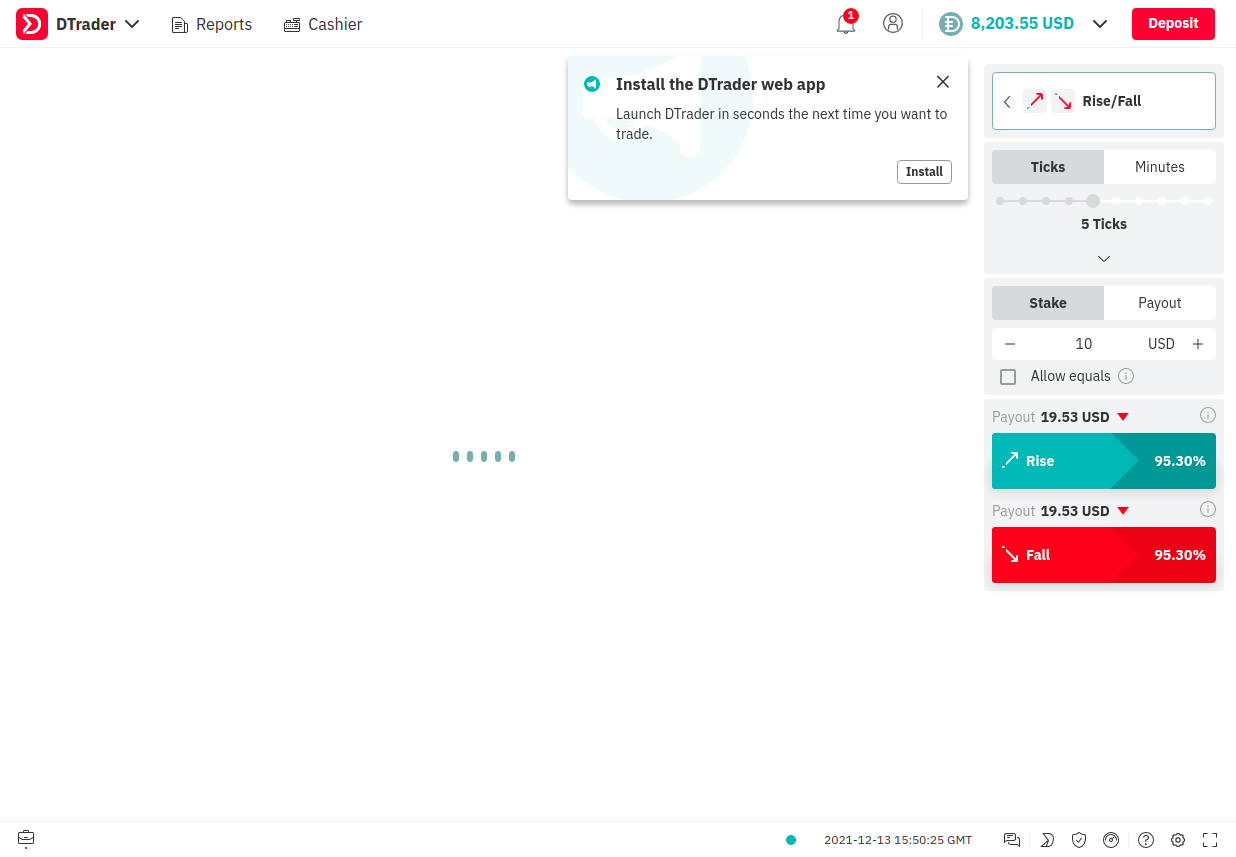 DTrader
Reports
Cashier
1
8,203.55 USD
Deposit
Install the DTrader web app
Launch DTrader in seconds the next time you want to
trade.
Install
Rise/Fall
Ticks
Minutes
5 Ticks
Stake
Payout
10
USD
Allow equals
Payout 19.53 USD
Rise
95.30%
Payout 19.53 USD
Fall
95.30%
2021-12-13 15:50:25 GMT